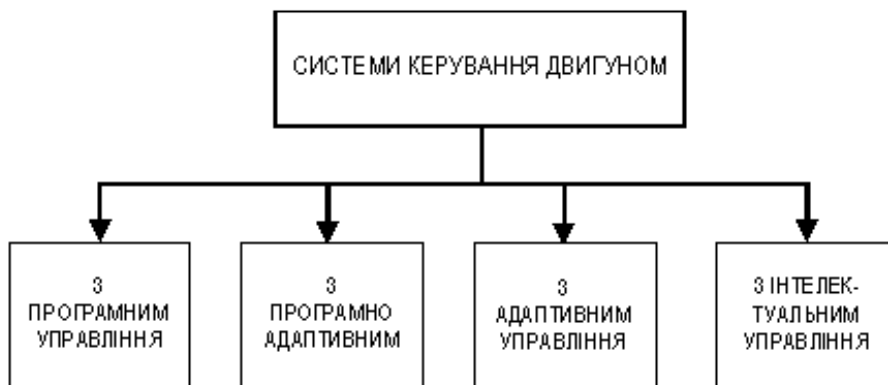 СИСТЕМИ КЕРУВАННЯ ДВИГУНОМ
З
ПРОГРАМНИМ
УПРАВЛІННЯ
З
ПРОГРАМНО
АДАПТИВНИМ
З
АДАПТИВНИМ
УПРАВЛІННЯ
З ІНТЕЛЕК-
ТУАЛЬНИМ
УПРАВЛІННЯ